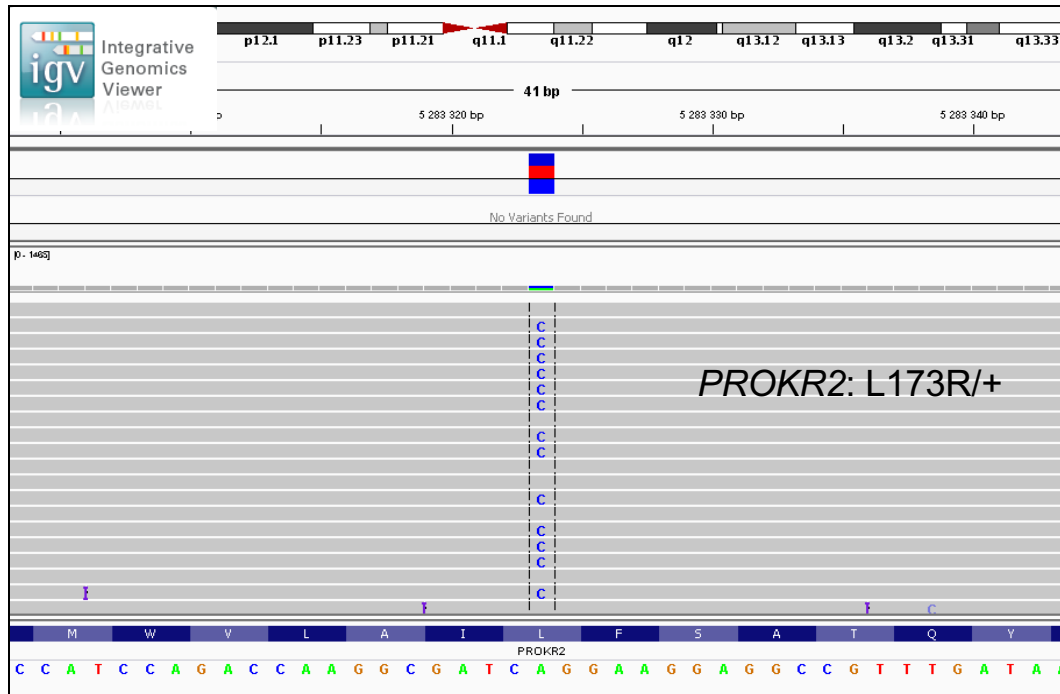 p12.1 p11.23 p11.21 q11.1 q11.22 q12 q13.12 q13.13 q13.2 q13.31 q13.33
igv Integrative
Genomics
Viewer
41 bp
5 283 320 bp 5 283 330 bp 5 283 340 bp
No Variants Found
[0 - 1465]
C
C
C
C
C
C
PROKR2: L173R/+
C
C
C
C
C
C
C
C
M W V L A I L F S A T Q Y
PROKR2
C C A T C C A G A C C A A G G C G A T C A G G A A G G A G G C C G T T T G A T A